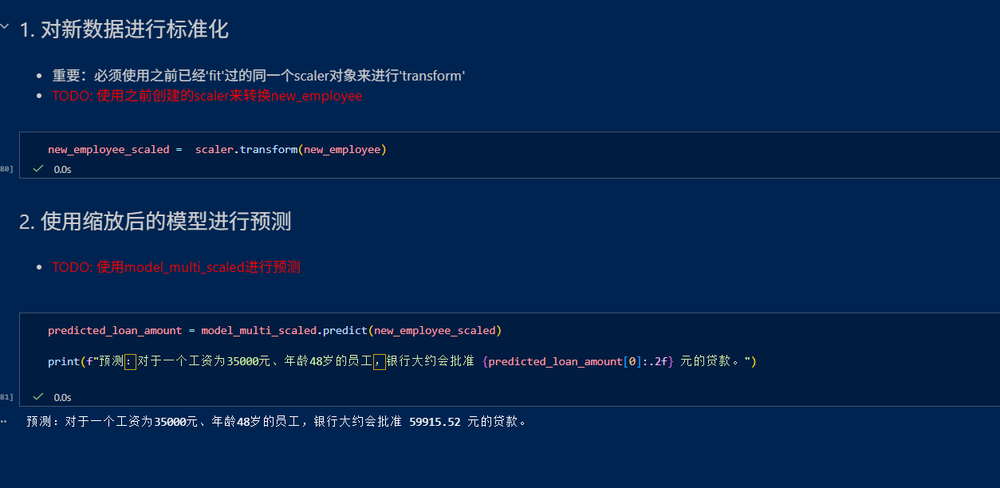 1. 对新数据进行标准化
• 重要：必须使用之前已经'fit'过的同一个scaler对象来进行'transform'
• TODO: 使用之前创建的scaler来转换new_employee
new_employee_scaled =  scaler.transform(new_employee)
80]
0.0s
2. 使用缩放后的模型进行预测
• TODO: 使用model_multi_scaled进行预测
predicted_loan_amount = model_multi_scaled.predict(new_employee_scaled)
print(f"预测：对于一个工资为35000元、年龄48岁的员工，银行大约会批准 {predicted_loan_amount[0]:.2f} 元的贷款。")
81]
0.0s
预测：对于一个工资为35000元、年龄48岁的员工，银行大约会批准 59915.52 元的贷款。